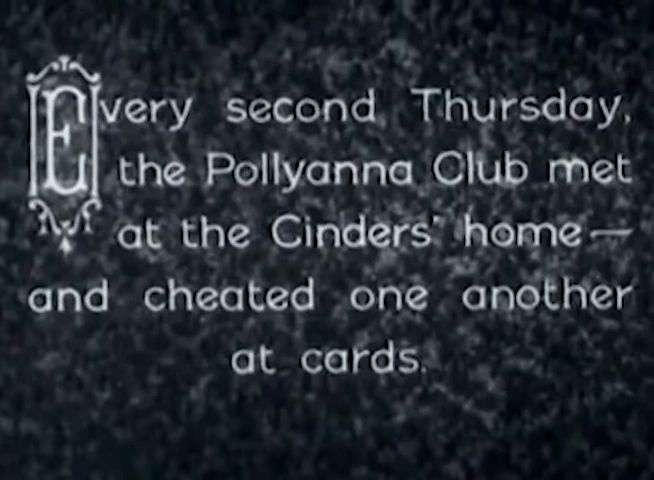 Every second Thursday,
the Pollyanna Club met
at the Cinders' home—
and cheated one another
at cards.